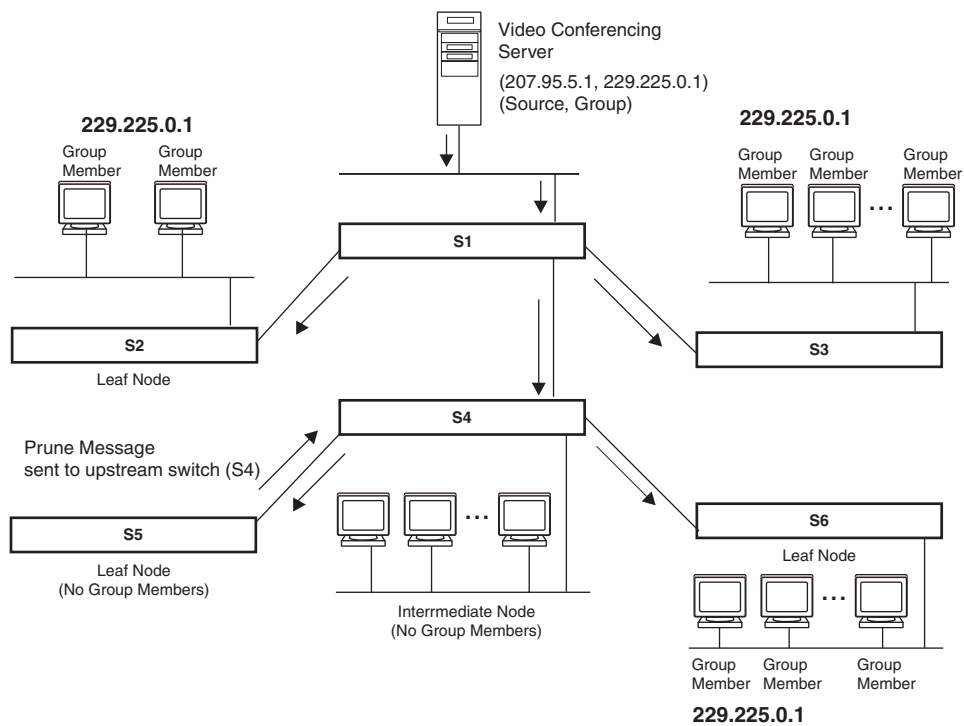 Video Conferencing
Server
(207.95.5.1, 229.225.0.1)
(Source, Group)
229.225.0.1
Group
Member
Group
Member
229.225.0.1
Group
Member
Group
Member
...
Group
Member
S1
S2
Leaf Node
S3
S4
Prune Message
sent to upstream switch (S4)
S5
Leaf Node
(No Group Members)
...
Interrmediate Node
(No Group Members)
S6
Leaf Node
...
Group
Member
Group
Member
Group
Member
229.225.0.1